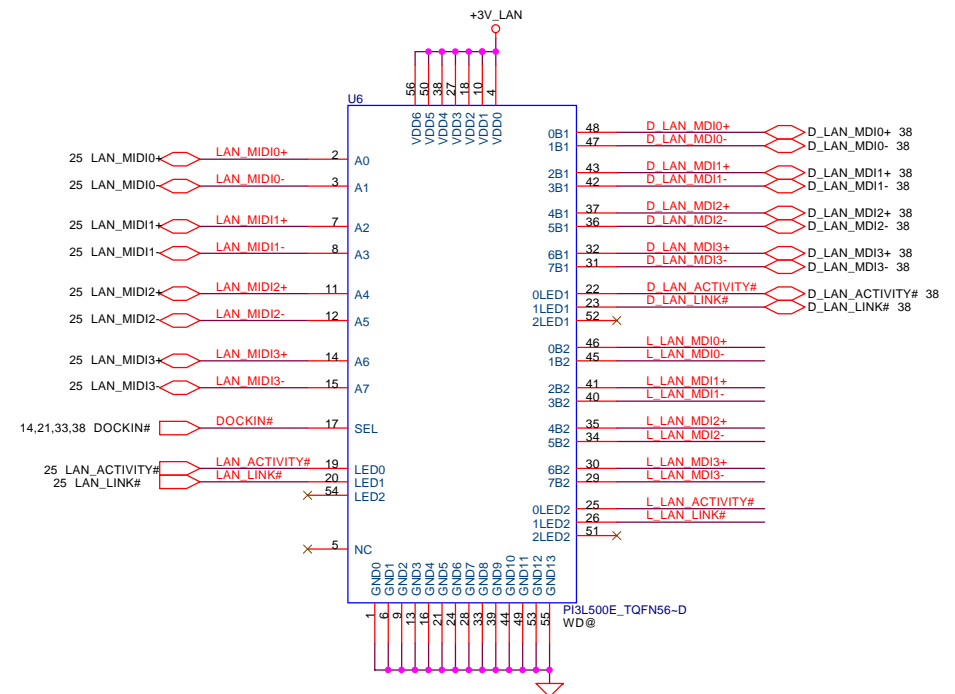 +3V_LAN
56 50 38 27 18 10 4
U6
VDD6 VDD5 VDD4 VDD3 VDD2 VDD1 VDD0
25 LAN_MIDI0+ LAN_MIDI0+ 2 A0
25 LAN_MIDI0- LAN_MIDI0- 3 A1
25 LAN_MIDI1+ LAN_MIDI1+ 7 A2
25 LAN_MIDI1- LAN_MIDI1- 8 A3
25 LAN_MIDI2+ LAN_MIDI2+ 11 A4
25 LAN_MIDI2- LAN_MIDI2- 12 A5
25 LAN_MIDI3+ LAN_MIDI3+ 14 A6
25 LAN_MIDI3- LAN_MIDI3- 15 A7
14,21,33,38 DOCKIN# DOCKIN# 17 SEL
25 LAN_ACTIVITY# LAN_ACTIVITY# 19 LED0
25 LAN_LINK# LAN_LINK# 20 LED1
54 LED2
5 NC
0B1 48 D_LAN_MDI0+ D_LAN_MDI0+ 38
1B1 47 D_LAN_MDI0- D_LAN_MDI0- 38
2B1 43 D_LAN_MDI1+ D_LAN_MDI1+ 38
3B1 42 D_LAN_MDI1- D_LAN_MDI1- 38
4B1 37 D_LAN_MDI2+ D_LAN_MDI2+ 38
5B1 36 D_LAN_MDI2- D_LAN_MDI2- 38
6B1 32 D_LAN_MDI3+ D_LAN_MDI3+ 38
7B1 31 D_LAN_MDI3- D_LAN_MDI3- 38
0LED1 22 D_LAN_ACTIVITY# D_LAN_ACTIVITY# 38
1LED1 23 D_LAN_LINK# D_LAN_LINK# 38
2LED1 52
0B2 46 L_LAN_MDI0+
1B2 45 L_LAN_MDI0-
2B2 41 L_LAN_MDI1+
3B2 40 L_LAN_MDI1-
4B2 35 L_LAN_MDI2+
5B2 34 L_LAN_MDI2-
6B2 30 L_LAN_MDI3+
7B2 29 L_LAN_MDI3-
0LED2 25 L_LAN_ACTIVITY#
1LED2 26 L_LAN_LINK#
2LED2 51
GND0 GND1 GND2 GND3 GND4 GND5 GND6 GND7 GND8 GND9 GND10 GND11 GND12 GND13
1 6 9 13 16 21 24 28 33 39 44 49 53 55
PI3L500E_TQFN56~D
WD@